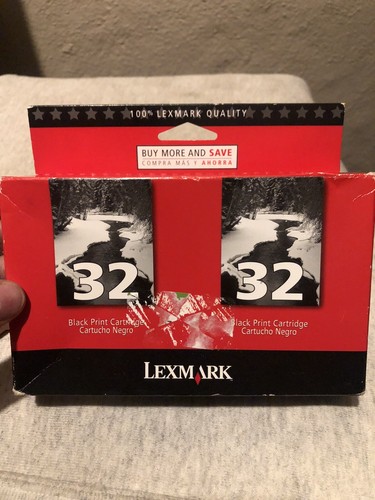 100% LEXMARK QUALITY
BUY MORE AND SAVE
COMPRA MÁS Y AHORRA
32
Black Print Cartridge
Cartucho Negro
32
Black Print Cartridge
Cartucho Negro
LEXMARK